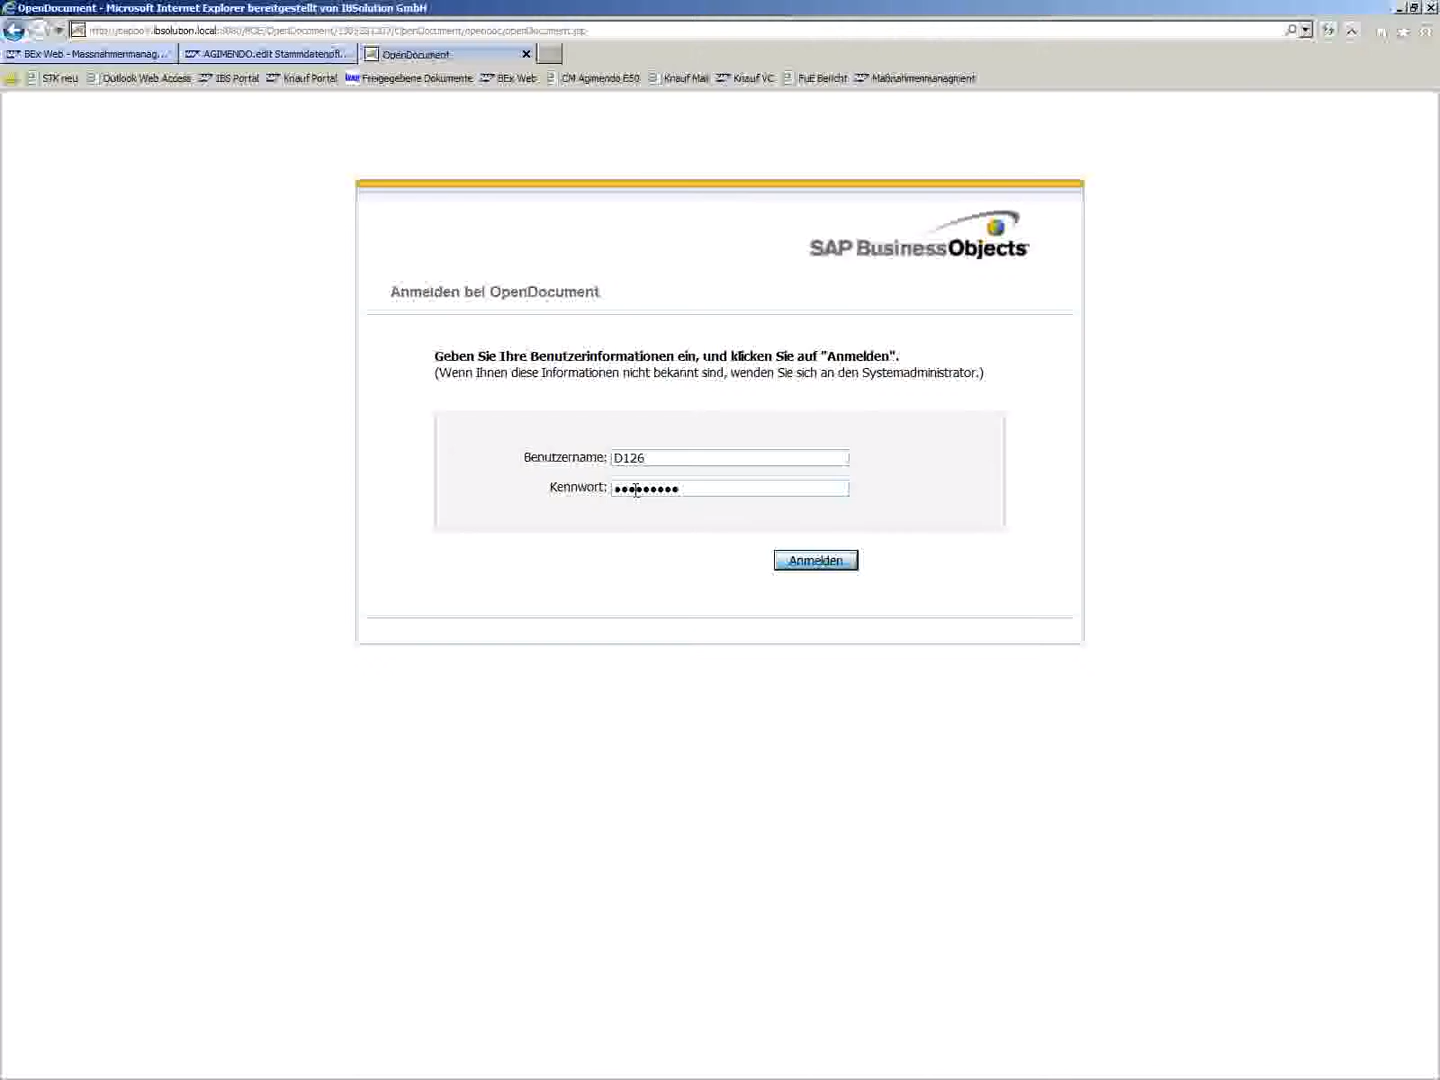 OpenDocument - Microsoft Internet Explorer bereitgestellt von IBSolution GmbH
BEx Web - Massnahmenmanag... AGIMENDO.edit Stammdatenpfl... OpenDocument
STK neu Outlook Web Access IBS Portal Knauf Portal Freigegebene Dokumente BEx Web CM Agimendo E50 Knauf Mail Knauf VC FuE Bericht Maßnahmenmanagment
SAP BusinessObjects
Anmelden bei OpenDocument
Geben Sie Ihre Benutzerinformationen ein, und klicken Sie auf "Anmelden".
(Wenn Ihnen diese Informationen nicht bekannt sind, wenden Sie sich an den Systemadministrator.)
Benutzername: D126
Kennwort: •••••••••
Anmelden